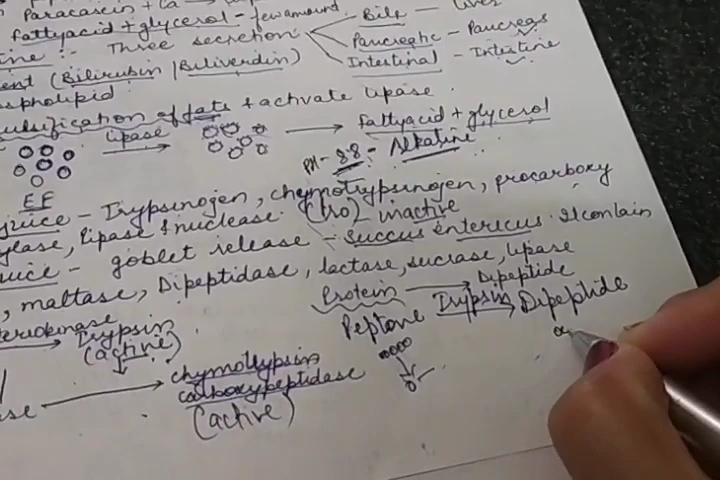 Paracasein + Ca
Fattyacid + glycerol - few amount.
Three secretion
Bile - Liver
Pancreatic - Pancreas
Intestinal - Intestine
(Bilirubin | Biliverdin)
phospholipid
of fats + activate lipase.
lipase
fattyacid + glycerol
PH - 8.8 - Alkaline
EF
juice - Trypsinogen, chymotrypsinogen, procarboxy
lipase & nuclease. (Pro) inactive
juice - goblet release - succus entericus. It contain
, maltase, Dipeptidase, lactase, sucrase, lipase
Protein Dipeptide
Trypsin
(active)
Peptone Trypsin Dipeptide
chymotrypsin
carboxypeptidase
(active)